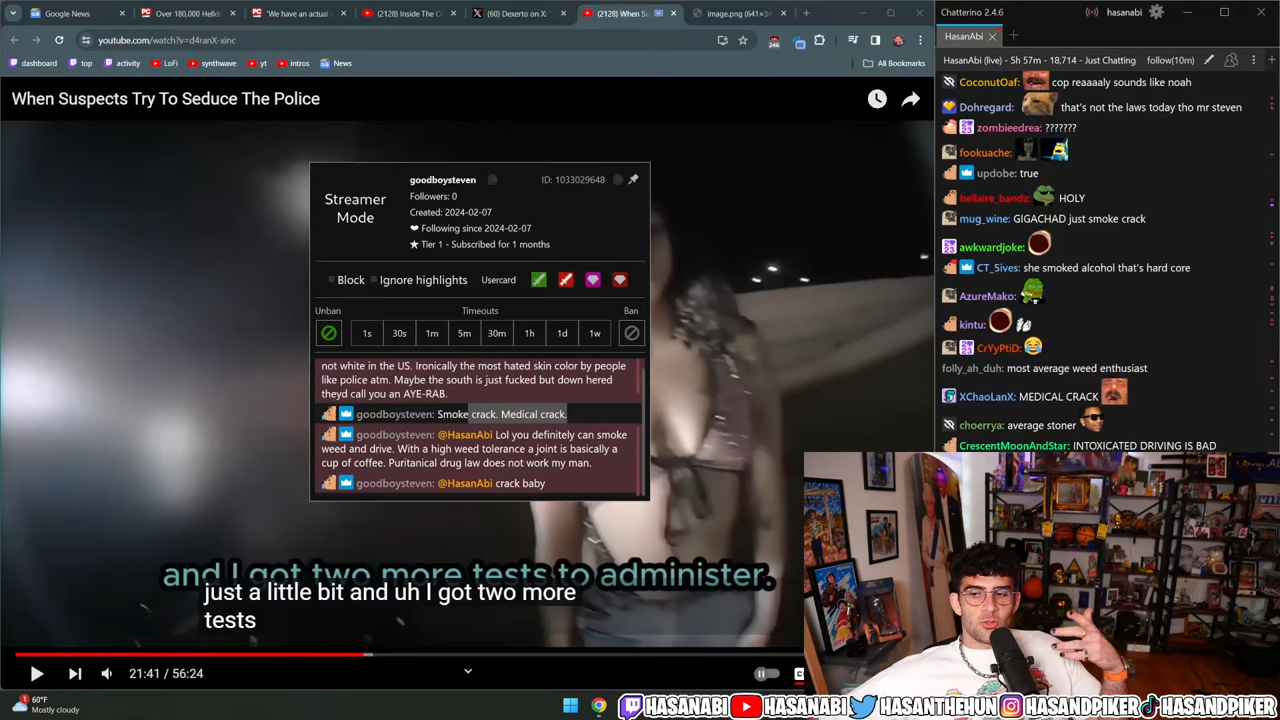 Google News
Over 180,000 Helldi
"We have an actual
(2128) Inside The C
(60) Dexerto on X:
(2128) When S
image.png (641×34
youtube.com/watch?v=d4ranX-xinc
246
All Bookmarks
dashboard
top
activity
LoFi
synthwave
yt
intros
News
When Suspects Try To Seduce The Police
Streamer
Mode
goodboysteven
ID: 1033029648
Followers: 0
Created: 2024-02-07
❤ Following since 2024-02-07
★ Tier 1 - Subscribed for 1 months
Block
Ignore highlights
Usercard
Unban
Timeouts
Ban
1s
30s
1m
5m
30m
1h
1d
1w
not white in the US. Ironically the most hated skin color by people
like police atm. Maybe the south is just fucked but down hered
theyd call you an AYE-RAB.
goodboysteven: Smoke crack. Medical crack.
goodboysteven: @HasanAbi Lol you definitely can smoke
weed and drive. With a high weed tolerance a joint is basically a
cup of coffee. Puritanical drug law does not work my man.
goodboysteven: @HasanAbi crack baby
and I got two more tests to administer.
just a little bit and uh I got two more
tests
21:41 / 56:24
60°F
Mostly cloudy
Chatterino 2.4.6
hasanabi
HasanAbi
HasanAbi (live) - 5h 57m - 18,714 - Just Chatting
follow(10m)
CoconutOaf: cop reaaaaly sounds like noah
Dohregard: that's not the laws today tho mr steven
zombieedrea: ???????
fookuache:
updobe: true
bellaire_bandz: HOLY
mug_wine: GIGACHAD just smoke crack
awkwardjoke:
CT_5ives: she smoked alcohol that's hard core
AzureMako:
kintu:
CrYyPtiD:
folly_ah_duh: most average weed enthusiast
XChaoLanX: MEDICAL CRACK
choerrya: average stoner
CrescentMoonAndStar: INTOXICATED DRIVING IS BAD
HASANABI
HASANABI
HASANTHEHUN
HASANDPIKER
HASANDPIKER